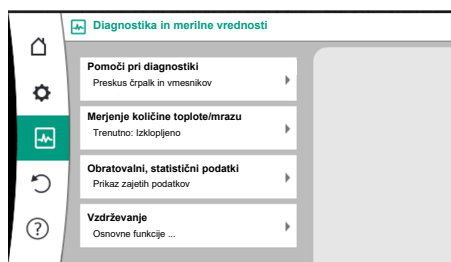 Diagnostika in merilne vrednosti
Pomoči pri diagnostiki
Preskus črpalk in vmesnikov
Merjenje količine toplote/mrazu
Trenutno: Izklopljeno
Obratovalni, statistični podatki
Prikaz zajetih podatkov
Vzdrževanje
Osnovne funkcije ...
?